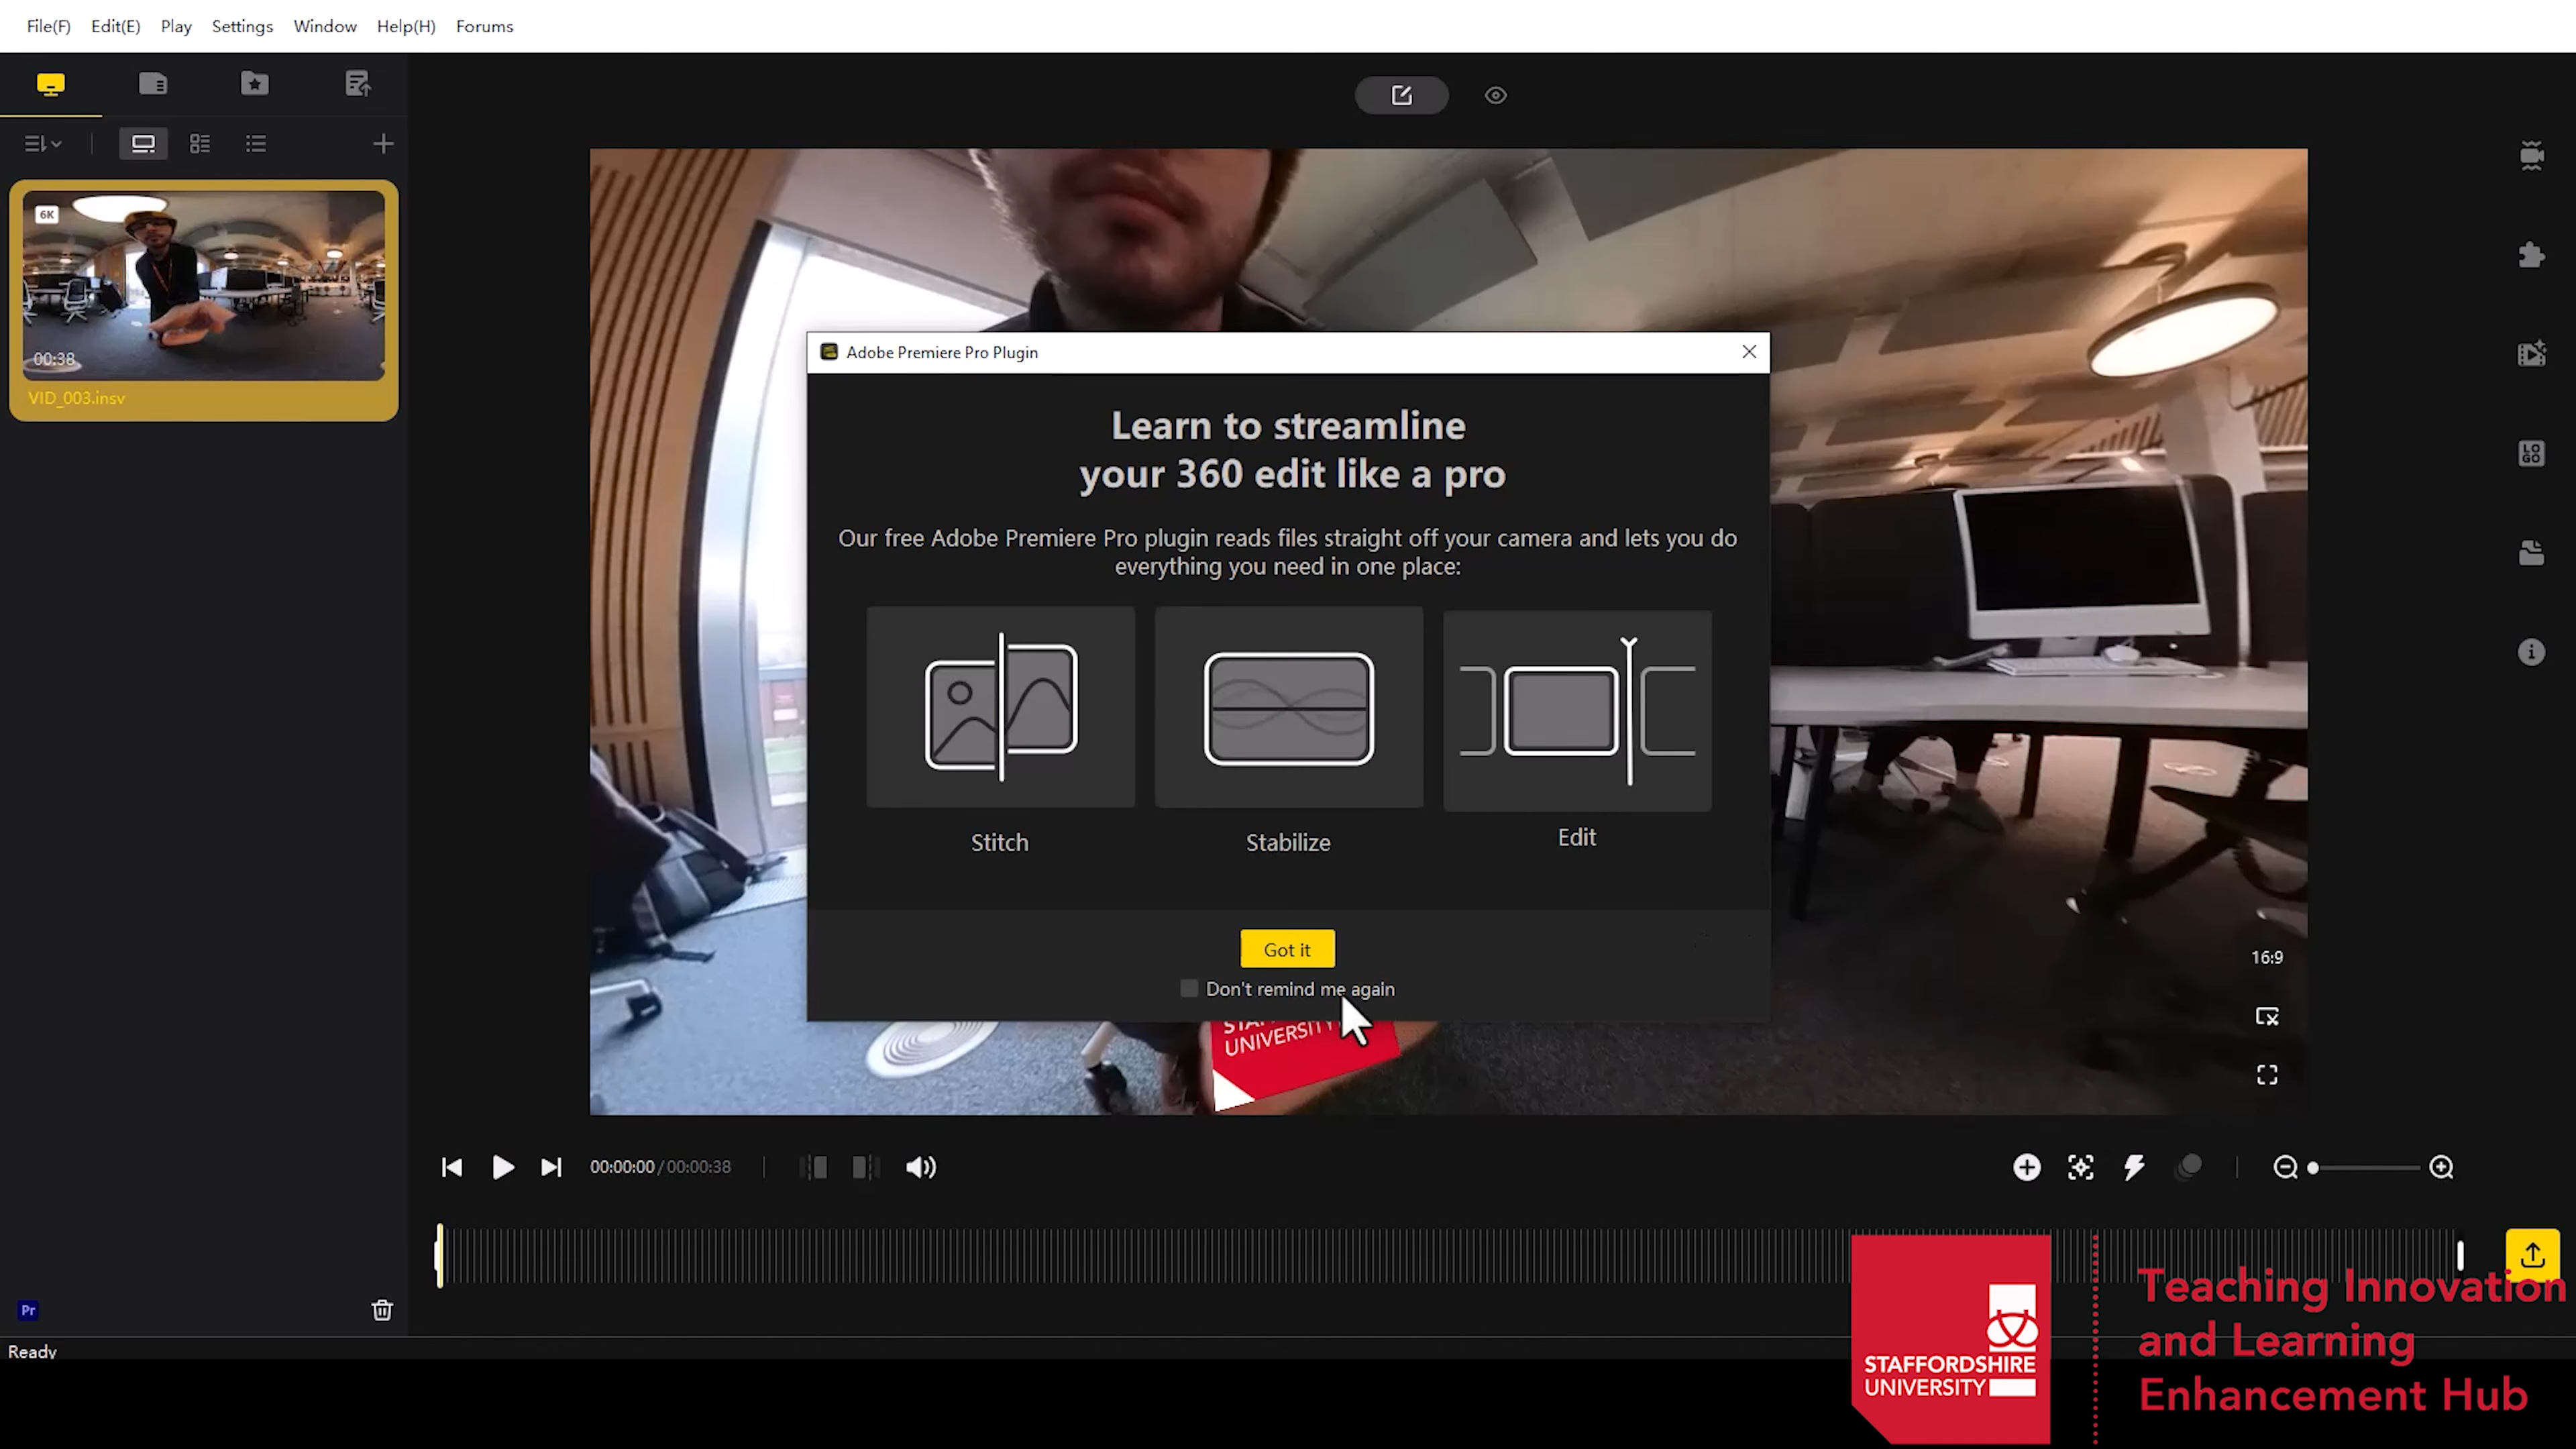 File(F) Edit(E) Play Settings Window Help(H) Forums
6K
00:38
VID_003.insv
Adobe Premiere Pro Plugin
Learn to streamline
your 360 edit like a pro
Our free Adobe Premiere Pro plugin reads files straight off your camera and lets you do
everything you need in one place:
Stitch Stabilize Edit
Got it
Don't remind me again
LOGO
16:9
UNIVERSITY
00:00:00/00:00:38
Pr
Ready
STAFFORDSHIRE
UNIVERSITY
Teaching Innovation
and Learning
Enhancement Hub